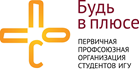 Будь
в плюсе
ПЕРВИЧНАЯ
ПРОФСОЮЗНАЯ
ОРГАНИЗАЦИЯ
СТУДЕНТОВ ИГУ